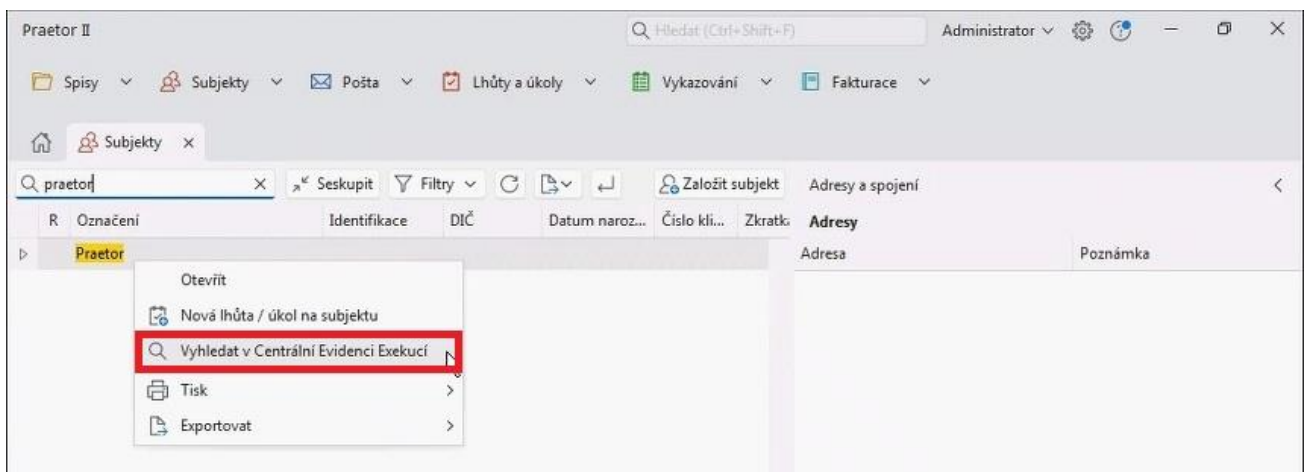 Praetor II
Hledat (Ctrl+Shift+F)
Administrator
Spisy Subjekty Pošta Lhůty a úkoly Vykazování Fakturace
Subjekty
praetor Seskupit Filtry Založit subjekt Adresy a spojení
R Označení Identifikace DIČ Datum naroz... Číslo kli... Zkratk Adresy
Praetor Adresa Poznámka
Otevřít
Nová lhůta / úkol na subjektu
Vyhledat v Centrální Evidenci Exekucí
Tisk
Exportovat